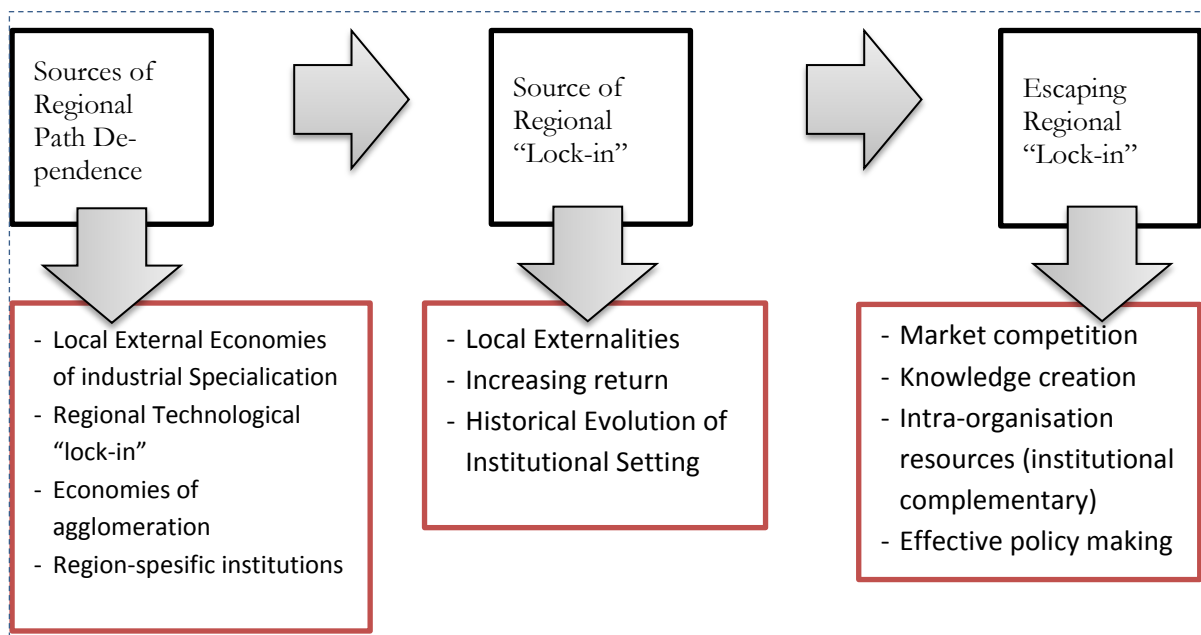 Sources of
Regional
Path De-
pendence
Source of
Regional
“Lock-in”
Escaping
Regional
“Lock-in”
- Local External Economies
of industrial Specialication
- Regional Technological
“lock-in”
- Economies of
agglomeration
- Region-spesific institutions
- Local Externalities
- Increasing return
- Historical Evolution of
Institutional Setting
- Market competition
- Knowledge creation
- Intra-organisation
resources (institutional
complementary)
- Effective policy making